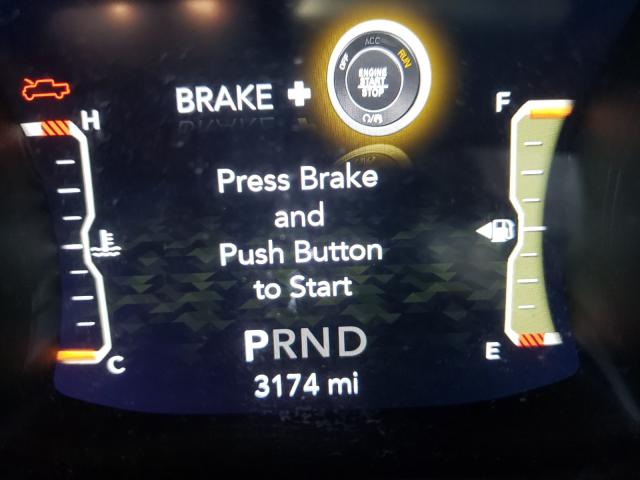 ACC
OFF
RUN
ENGINE
START
STOP
BRAKE +
H
F
Press Brake
and
Push Button
to Start
E
C
PRND
3174 mi